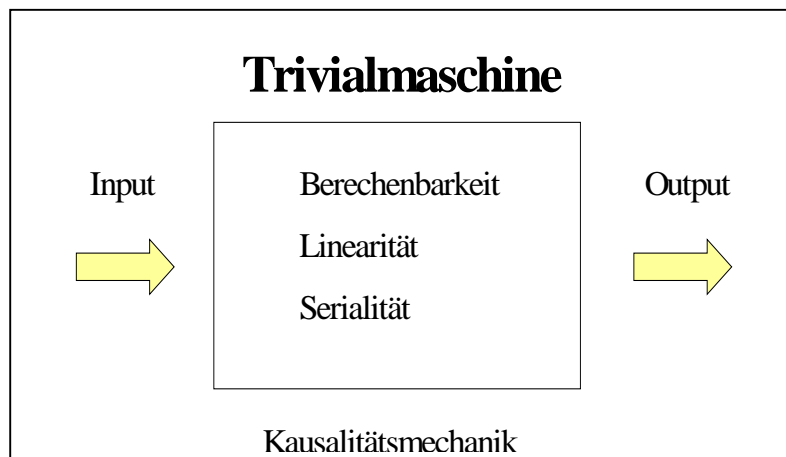 Trivialmaschine
Input Berechenbarkeit Output
Linearität
Serialität
Kausalitätsmechanik